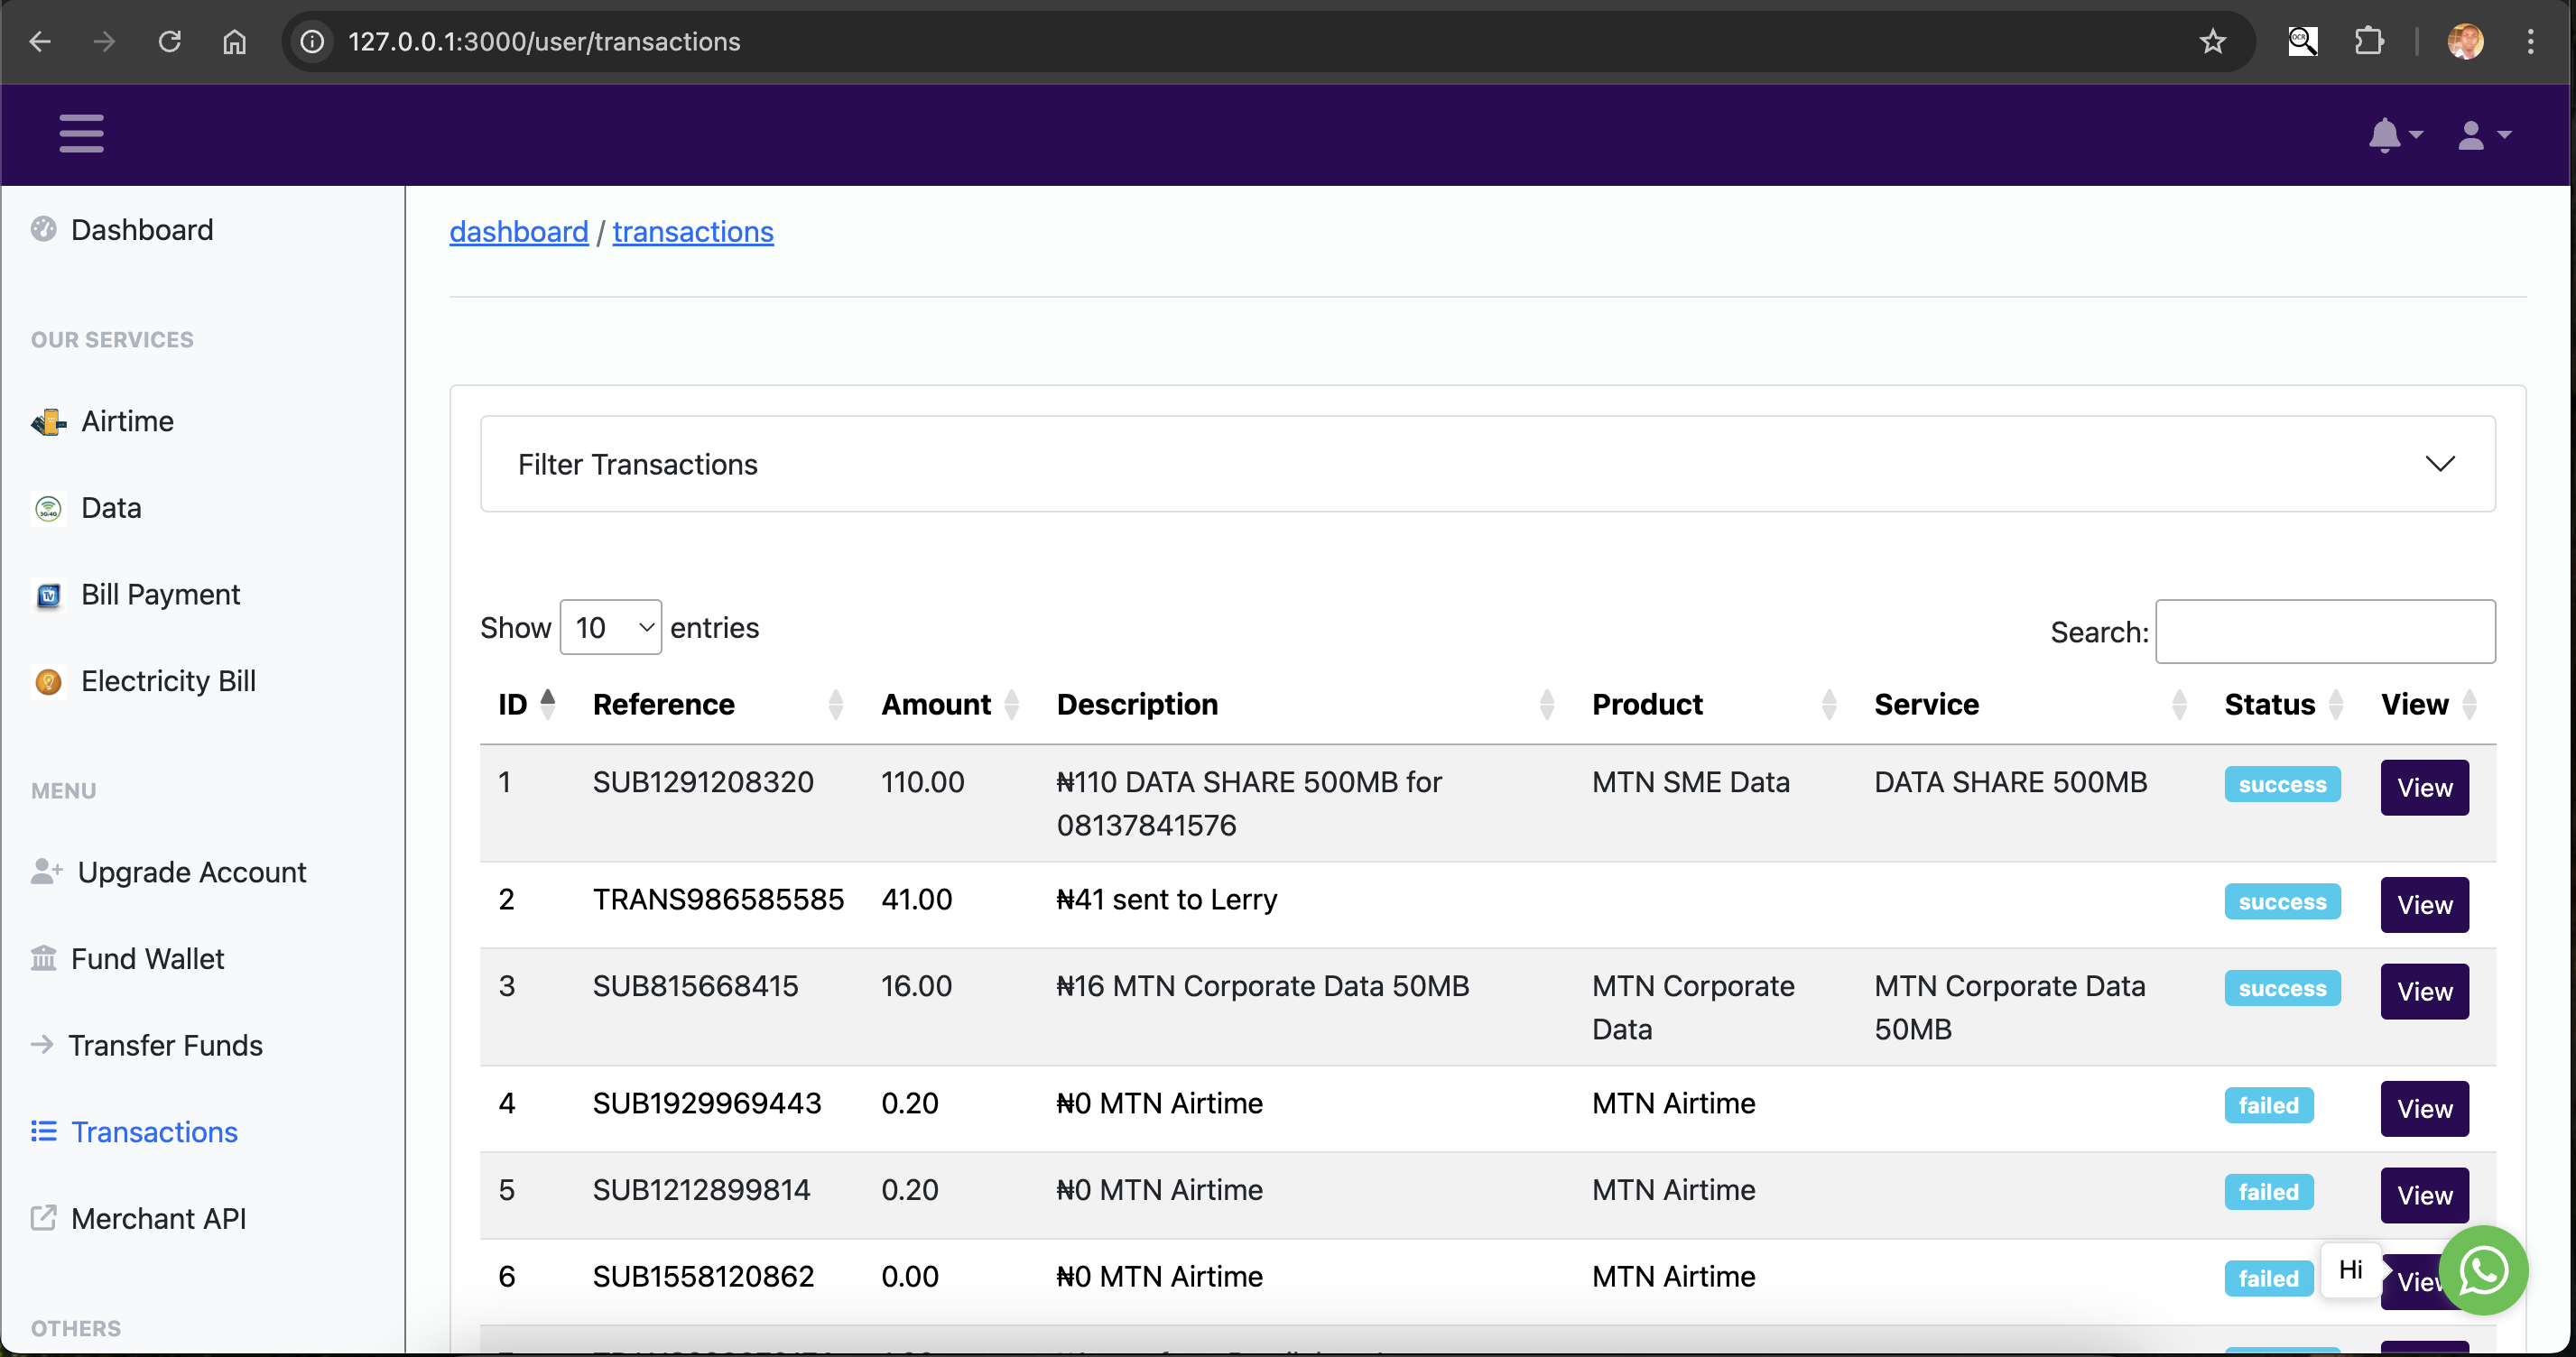 127.0.0.1:3000/user/transactions
Dashboard
OUR SERVICES
Airtime
Data
Bill Payment
Electricity Bill
MENU
Upgrade Account
Fund Wallet
Transfer Funds
Transactions
Merchant API
OTHERS
dashboard / transactions
Filter Transactions
Show 10 entries
Search:
ID Reference Amount Description Product Service Status View
1 SUB1291208320 110.00 ₦110 DATA SHARE 500MB for MTN SME Data DATA SHARE 500MB success View
08137841576
2 TRANS986585585 41.00 ₦41 sent to Lerry success View
3 SUB815668415 16.00 ₦16 MTN Corporate Data 50MB MTN Corporate MTN Corporate Data success View
Data 50MB
4 SUB1929969443 0.20 ₦0 MTN Airtime MTN Airtime failed View
5 SUB1212899814 0.20 ₦0 MTN Airtime MTN Airtime failed View
6 SUB1558120862 0.00 ₦0 MTN Airtime MTN Airtime failed View
Hi